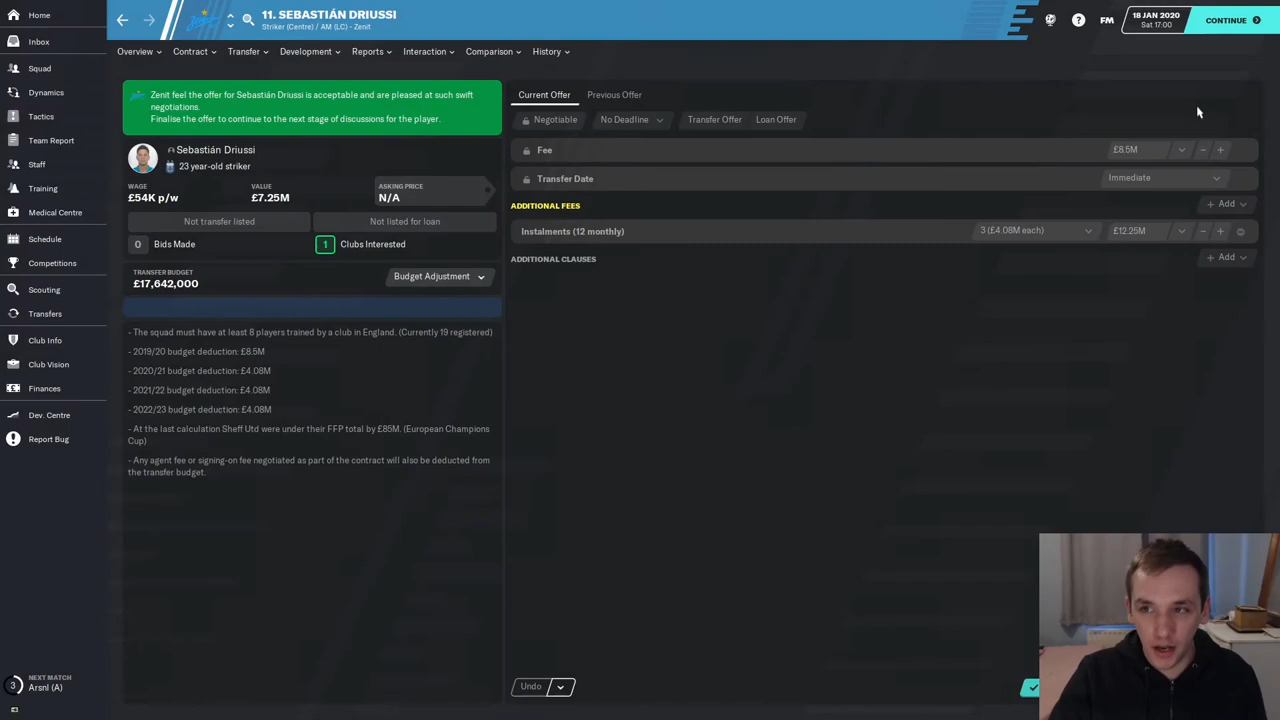 11. SEBASTIÁN DRIUSSI
Striker (Centre) / AM (LC) - Zenit
FM
18 JAN 2020
Sat 17:00
CONTINUE
Overview
Contract
Transfer
Development
Reports
Interaction
Comparison
History
Home
Inbox
Squad
Dynamics
Tactics
Team Report
Staff
Training
Medical Centre
Schedule
Competitions
Scouting
Transfers
Club Info
Club Vision
Finances
Dev. Centre
Report Bug
3
NEXT MATCH
Arsnl (A)
Zenit feel the offer for Sebastián Driussi is acceptable and are pleased at such swift
negotiations.
Finalise the offer to continue to the next stage of discussions for the player.
Sebastián Driussi
23 year-old striker
WAGE
£54K p/w
VALUE
£7.25M
ASKING PRICE
N/A
Not transfer listed
Not listed for loan
0 Bids Made
1 Clubs Interested
TRANSFER BUDGET
£17,642,000
Budget Adjustment
- The squad must have at least 8 players trained by a club in England. (Currently 19 registered)
- 2019/20 budget deduction: £8.5M
- 2020/21 budget deduction: £4.08M
- 2021/22 budget deduction: £4.08M
- 2022/23 budget deduction: £4.08M
- At the last calculation Sheff Utd were under their FFP total by £85M. (European Champions
Cup)
- Any agent fee or signing-on fee negotiated as part of the contract will also be deducted from
the transfer budget.
Current Offer
Previous Offer
Negotiable
No Deadline
Transfer Offer
Loan Offer
Fee
£8.5M
Transfer Date
Immediate
ADDITIONAL FEES
+ Add
Instalments (12 monthly)
3 (£4.08M each)
£12.25M
ADDITIONAL CLAUSES
+ Add
Undo